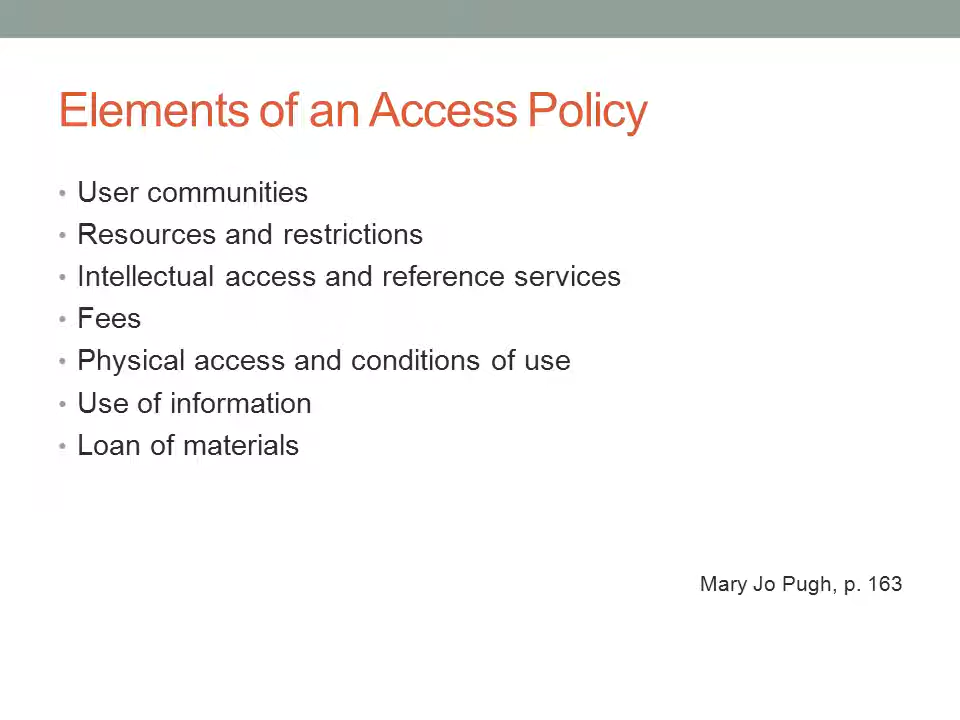 Elements of an Access Policy
• User communities
• Resources and restrictions
• Intellectual access and reference services
• Fees
• Physical access and conditions of use
• Use of information
• Loan of materials
Mary Jo Pugh, p. 163